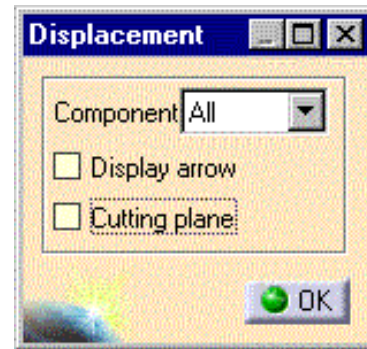 Displacement
Component All
Display arrow
Cutting plane
OK